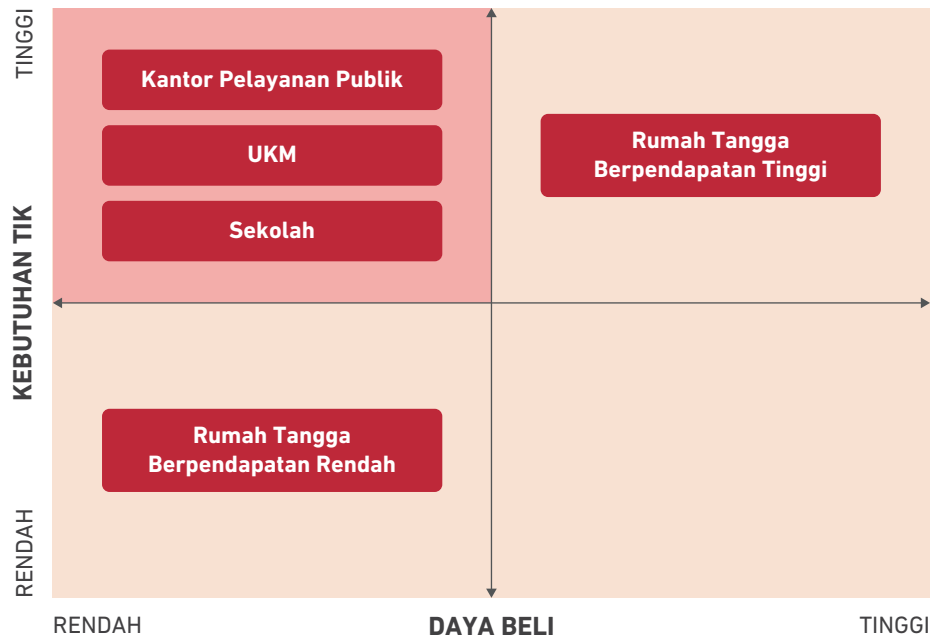 TINGGI
Kantor Pelayanan Publik
UKM
Sekolah
Rumah Tangga
Berpendapatan Tinggi
KEBUTUHAN TIK
Rumah Tangga
Berpendapatan Rendah
RENDAH
RENDAH
DAYA BELI
TINGGI